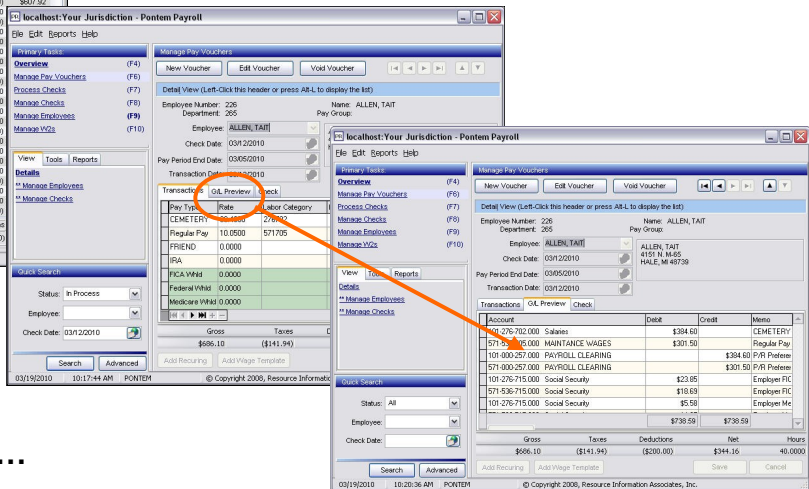 $607.92
localhost:Your Jurisdiction - Pontem Payroll
File Edit Reports Help
Primary Tasks:
Overview (F4)
Manage Pay Vouchers (F6)
Process Checks (F7)
Manage Checks (F8)
Manage Employees (F9)
Manage W2s (F10)
View Tools Reports
Details
** Manage Employees
** Manage Checks
Quick Search
Status: In Process
Employee:
Check Date: 03/12/2010
Search Advanced
Manage Pay Vouchers
New Voucher Edit Voucher Void Voucher
Detail View (Left-Click this header or press Alt-L to display the list)
Employee Number: 226 Name: ALLEN, TAIT
Department: 265 Pay Group:
Employee: ALLEN, TAIT
Check Date: 03/12/2010
Pay Period End Date: 03/05/2010
Transaction Date:
Transactions G/L Preview Check
Pay Type Rate Labor Category
CEMETERY
Regular Pay 10.0500 571705
FRIEND 0.0000
IRA 0.0000
FICA Whld 0.0000
Federal Whld 0.0000
Medicare Whld 0.0000
Gross Taxes
$686.10 ($141.94)
Add Recuring Add Wage Template
03/19/2010 10:17:44 AM PONTEM © Copyright 2008, Resource Informatic
localhost:Your Jurisdiction - Pontem Payroll
File Edit Reports Help
Primary Tasks:
Overview (F4)
Manage Pay Vouchers (F6)
Process Checks (F7)
Manage Checks (F8)
Manage Employees (F9)
Manage W2s (F10)
View Tools Reports
Details
** Manage Employees
** Manage Checks
Quick Search
Status: All
Employee:
Check Date:
Search Advanced
Manage Pay Vouchers
New Voucher Edit Voucher Void Voucher
Detail View (Left-Click this header or press Alt-L to display the list)
Employee Number: 226 Name: ALLEN, TAIT
Department: 265 Pay Group:
Employee: ALLEN, TAIT
ALLEN, TAIT
4151 N. M-65
HALE, MI 48739
Check Date: 03/12/2010
Pay Period End Date: 03/05/2010
Transaction Date: 03/12/2010
Transactions G/L Preview Check
Account Debit Credit Memo
101-276-702.000 Salaries $384.60 CEMETERY
MAINTANCE WAGES $301.50 Regular Pay
101-000-257.000 PAYROLL CLEARING $384.60 P/R Preferer
571-000-257.000 PAYROLL CLEARING $301.50 P/R Preferer
101-276-715.000 Social Security $23.85 Employer FIC
571-536-715.000 Social Security $18.69 Employer FIC
101-276-715.000 Social Security $5.58 Employer Me
$738.59 $738.59
Gross Taxes Deductions Net Hours
$686.10 ($141.94) ($200.00) $344.16 40.0000
Add Recuring Add Wage Template Save Cancel
03/19/2010 10:20:36 AM PONTEM © Copyright 2008, Resource Information Associates, Inc.
...